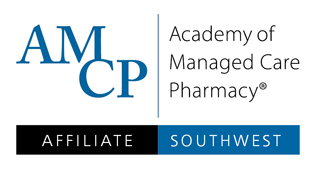 AMCP
Academy of
Managed Care
Pharmacy®
AFFILIATE SOUTHWEST